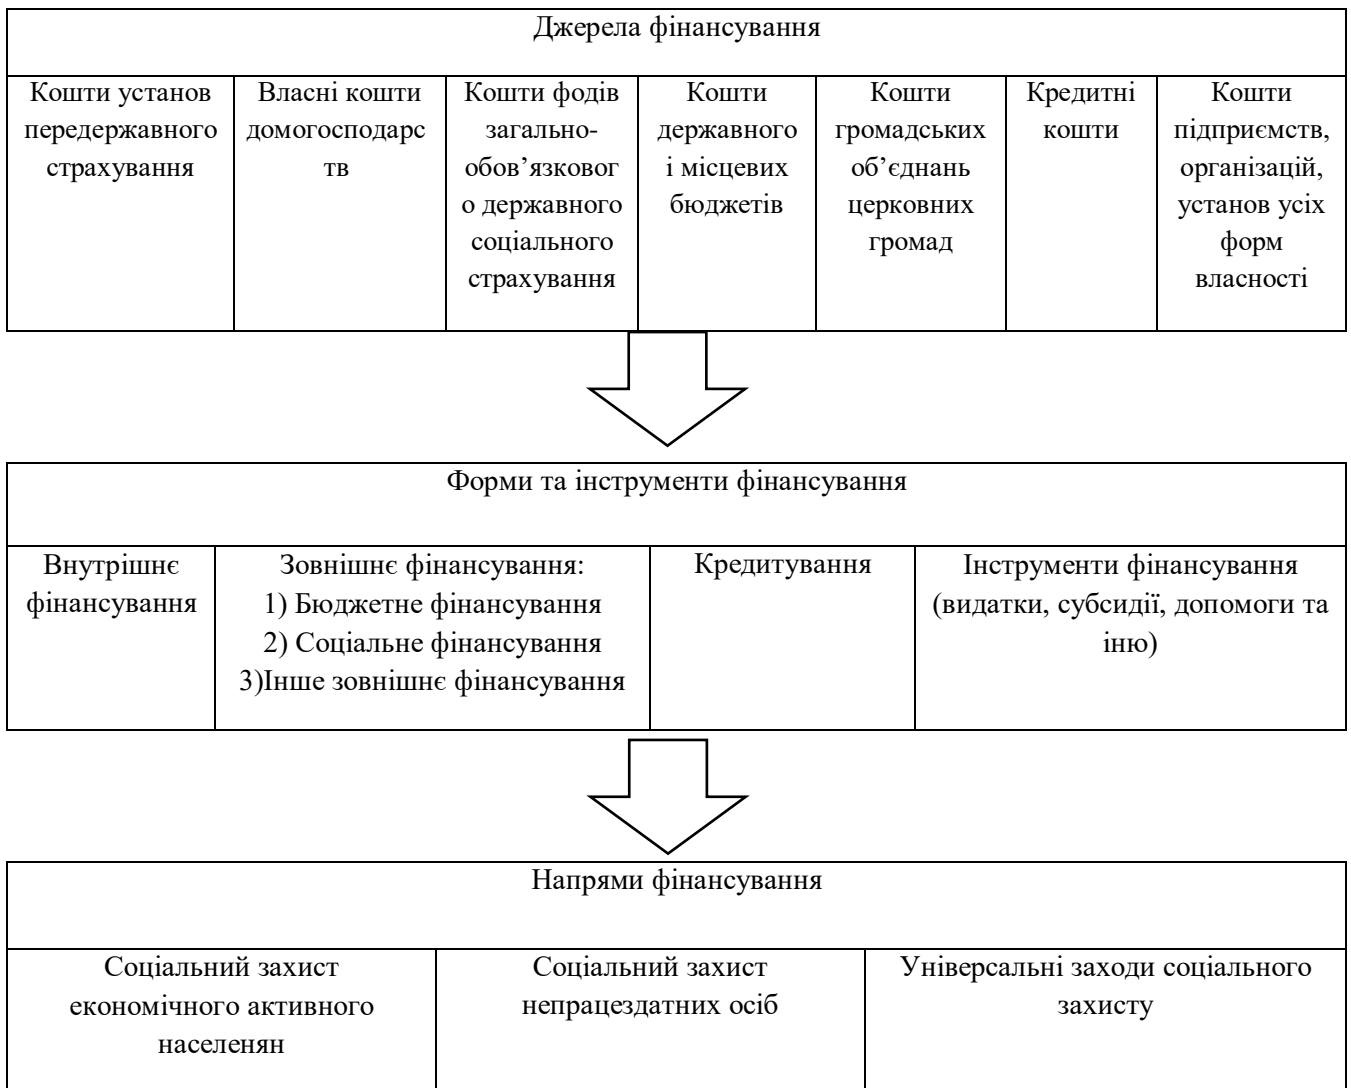 Джерела фінансування
Кошти установ
передержавного
страхування
Власні кошти
домогосподарс
тв
Кошти фодів
загально-
обов’язковог
о державного
соціального
страхування
Кошти
державного
і місцевих
бюджетів
Кошти
громадських
об’єднань
церковних
громад
Кредитні
кошти
Кошти
підприємств,
організацій,
установ усіх
форм
власності
Форми та інструменти фінансування
Внутрішнє
фінансування
Зовнішнє фінансування:
1) Бюджетне фінансування
2) Соціальне фінансування
3)Інше зовнішнє фінансування
Кредитування
Інструменти фінансування
(видатки, субсидії, допомоги та
іню)
Напрями фінансування
Соціальний захист
економічного активного
населенян
Соціальний захист
непрацездатних осіб
Універсальні заходи соціального
захисту